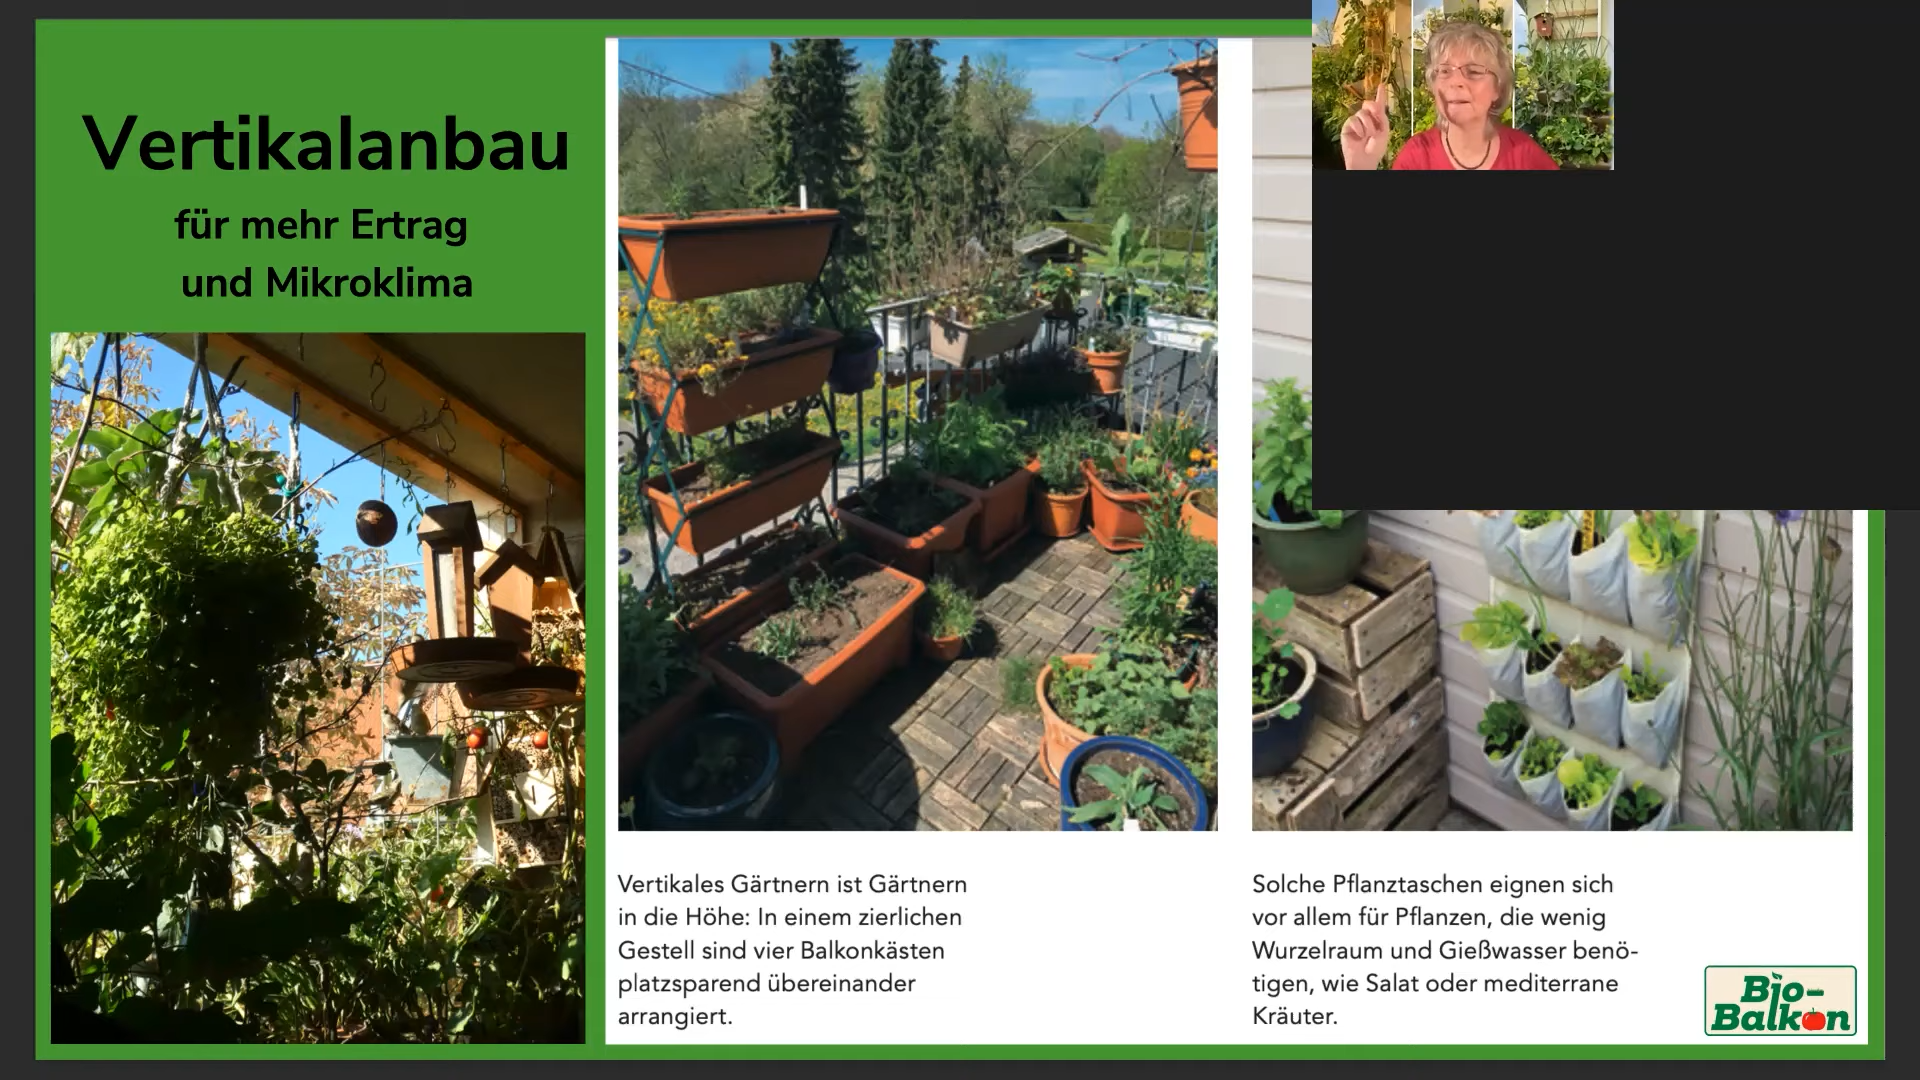 Vertikalanbau
für mehr Ertrag
und Mikroklima
Vertikales Gärtnern ist Gärtnern
in die Höhe: In einem zierlichen
Gestell sind vier Balkonkästen
platzsparend übereinander
arrangiert.
Solche Pflanztaschen eignen sich
vor allem für Pflanzen, die wenig
Wurzelraum und Gießwasser benö-
tigen, wie Salat oder mediterrane
Kräuter.
Bio-
Balkon